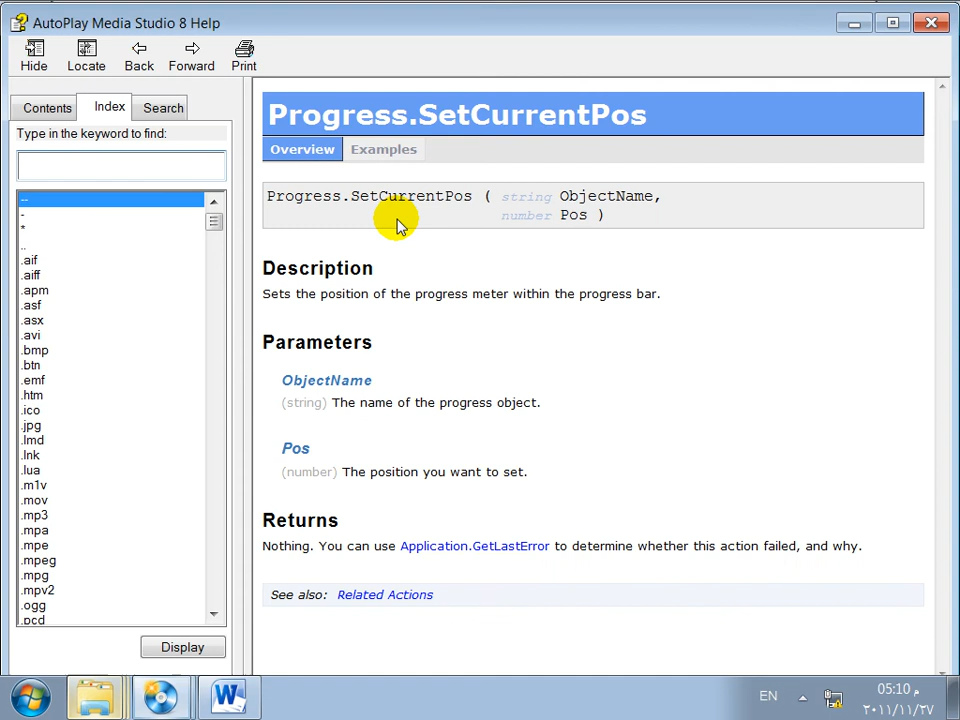 AutoPlay Media Studio 8 Help
Hide Locate Back Forward Print
Contents Index Search
Type in the keyword to find:
--
-
*
..
.aif
.aiff
.apm
.asf
.asx
.avi
.bmp
.btn
.emf
.htm
.ico
.jpg
.lmd
.lnk
.lua
.m1v
.mov
.mp3
.mpa
.mpe
.mpeg
.mpg
.mpv2
.ogg
.pcd
Display
Progress.SetCurrentPos
Overview Examples
Progress.SetCurrentPos ( string ObjectName,
number Pos )
Description
Sets the position of the progress meter within the progress bar.
Parameters
ObjectName
(string) The name of the progress object.
Pos
(number) The position you want to set.
Returns
Nothing. You can use Application.GetLastError to determine whether this action failed, and why.
See also: Related Actions
EN
05:10 م
٢٠١١/١١/٢٧